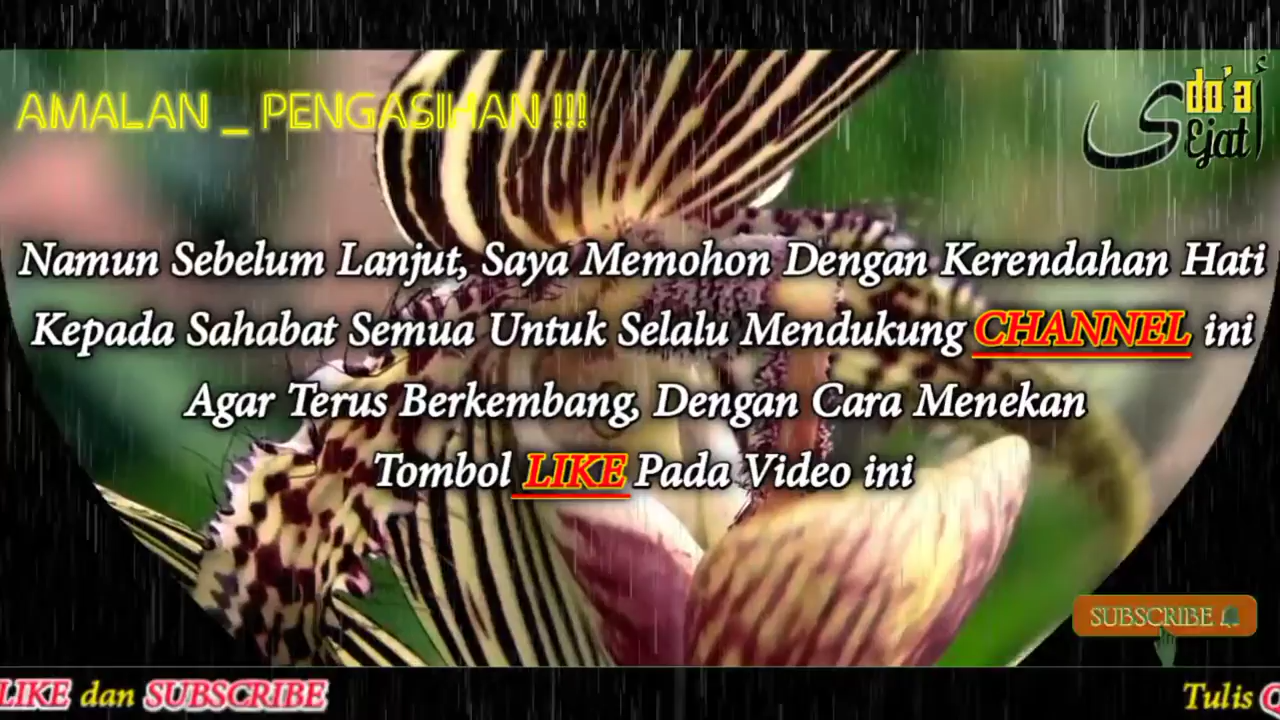 AMALAN _ PENGASIHAN !!!
do'a
Ejati
Namun Sebelum Lanjut, Saya Memohon Dengan Kerendahan Hati
Kepada Sahabat Semua Untuk Selalu Mendukung CHANNEL ini
Agar Terus Berkembang, Dengan Cara Menekan
Tombol LIKE Pada Video ini
SUBSCRIBE
LIKE dan SUBSCRIBE
Tulis